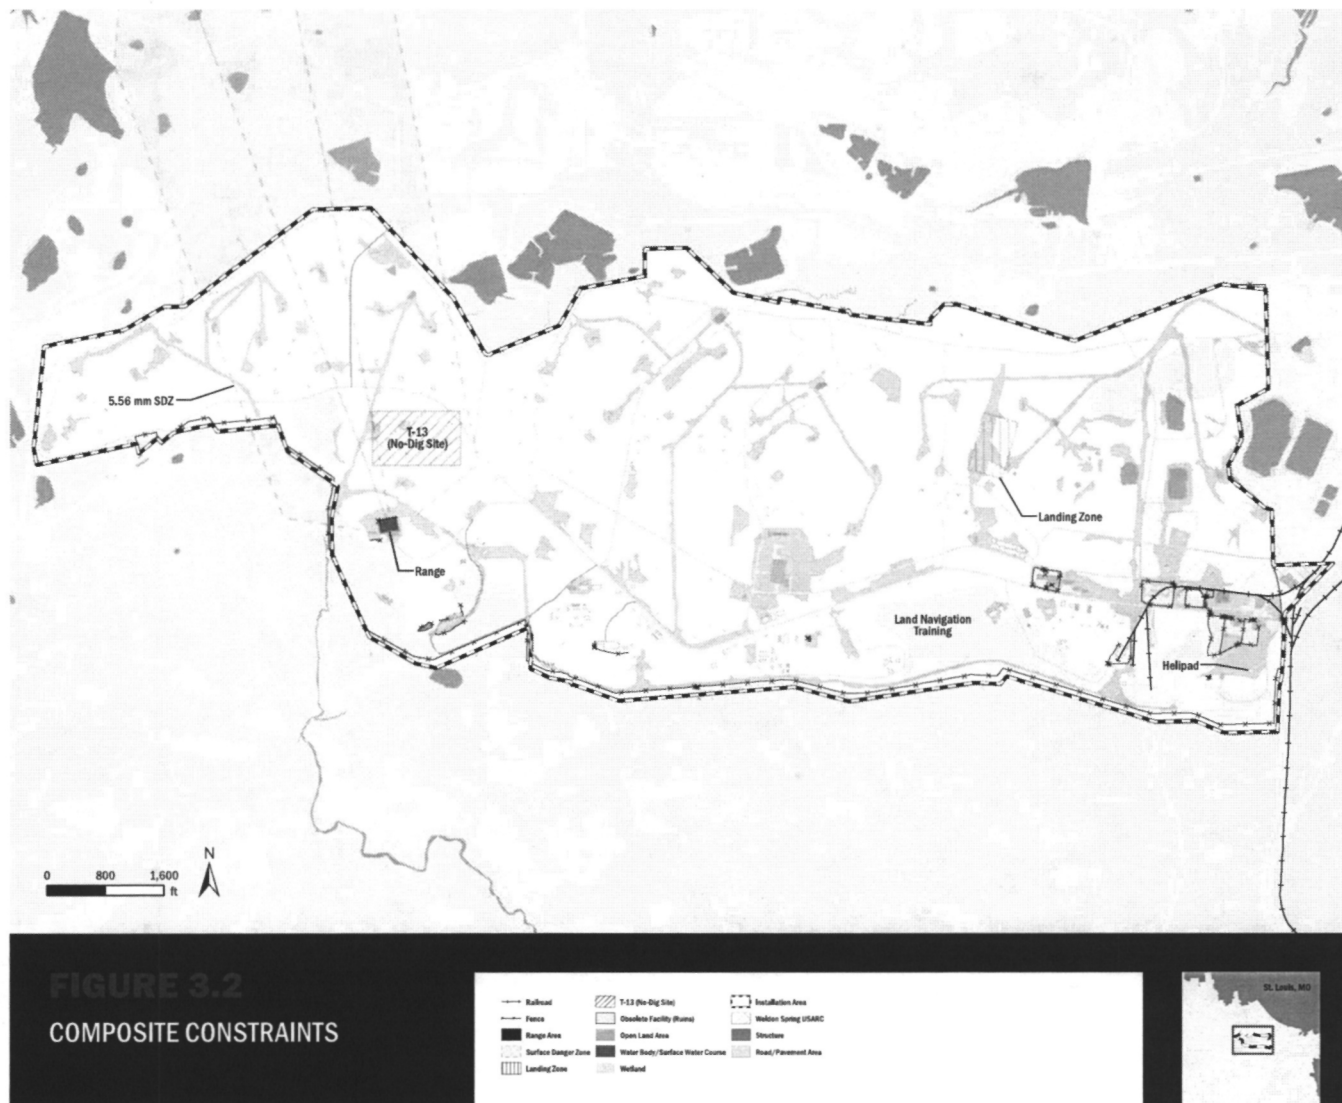 5.56 mm SDZ
T-13
(No-Dig Site)
Landing Zone
Range
Land Navigation
Training
Helipad
N
0 800 1,600
ft
FIGURE 3.2
COMPOSITE CONSTRAINTS
Railroad
Fence
Range Area
Surface Danger Zone
Landing Zone
T-13 (No-Dig Site)
Obsolete Facility (Ruins)
Open Land Area
Water Body/Surface Water Course
Wetland
Installation Area
Weldon Spring USARC
Structure
Road/Pavement Area
St. Louis, MO